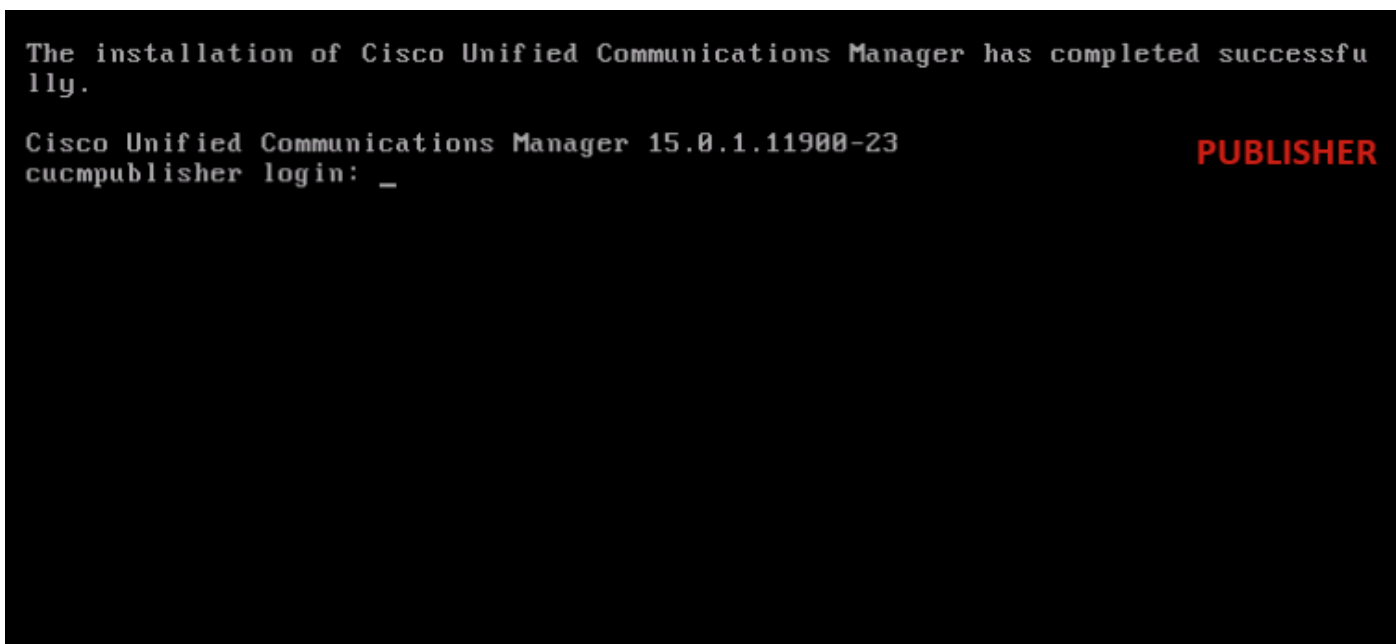 The installation of Cisco Unified Communications Manager has completed successfu
lly.
Cisco Unified Communications Manager 15.0.1.11900-23
PUBLISHER
cucmpublisher login: _